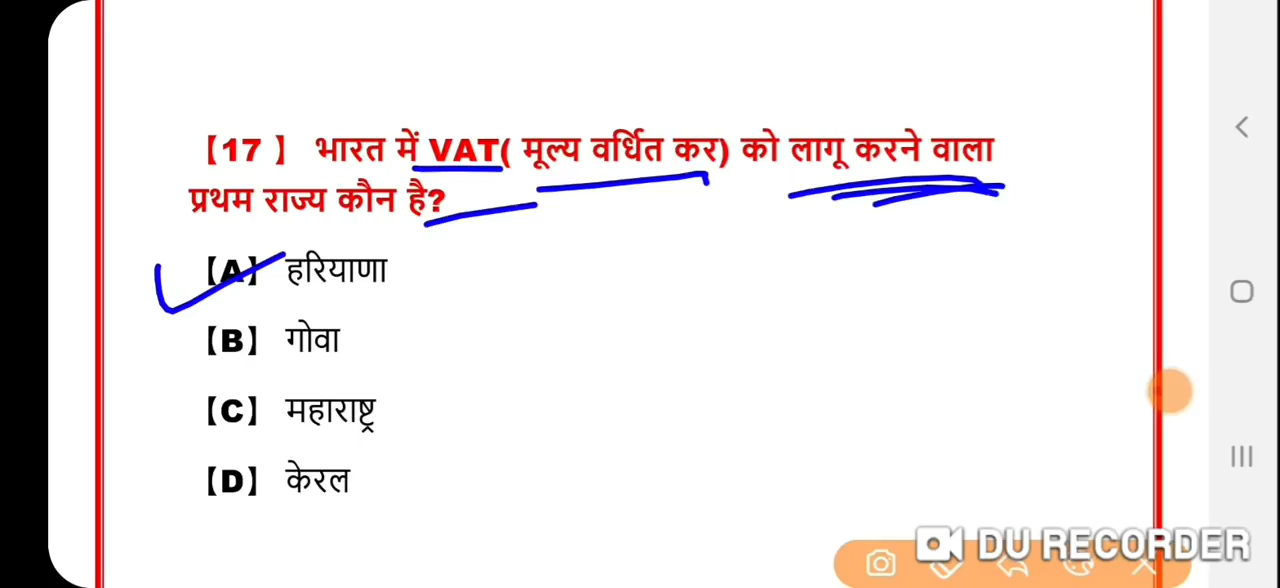 【17 】 भारत में VAT( मूल्य वर्धित कर) को लागू करने वाला
प्रथम राज्य कौन है?
【A】 हरियाणा
【B】 गोवा
【C】 महाराष्ट्र
【D】 केरल
DU RECORDER